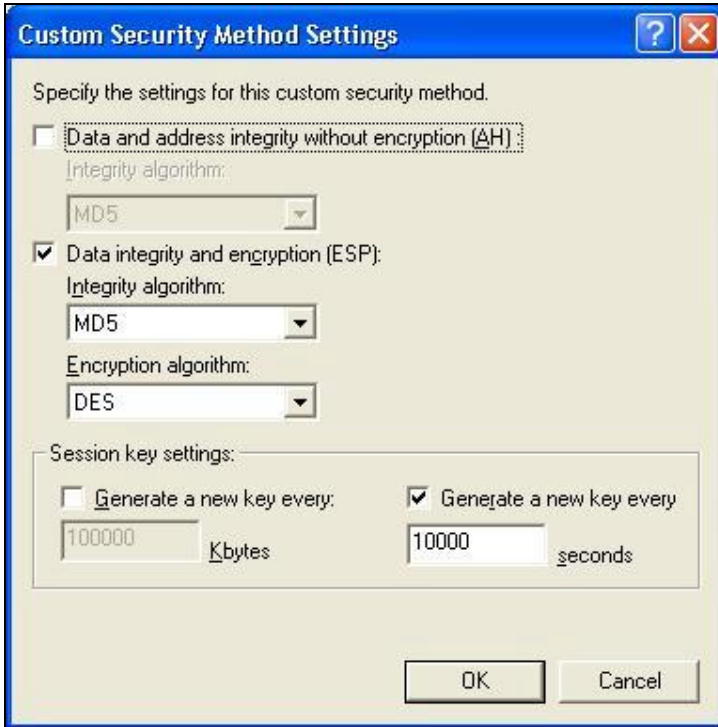 Custom Security Method Settings
Specify the settings for this custom security method.
Data and address integrity without encryption (AH) :
Integrity algorithm:
MD5
Data integrity and encryption (ESP):
Integrity algorithm:
MD5
Encryption algorithm:
DES
Session key settings:
Generate a new key every: Generate a new key every
100000 Kbytes 10000 seconds
OK Cancel